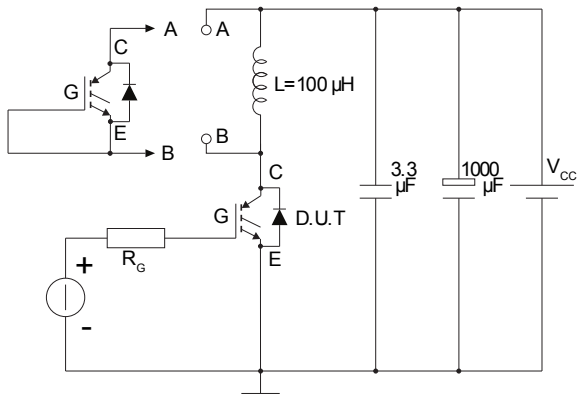 C
A
A
G
L=100 µH
E
B
B
C
3.3
µF
1000
µF
V_CC
G
D.U.T
E
R_G
+
-